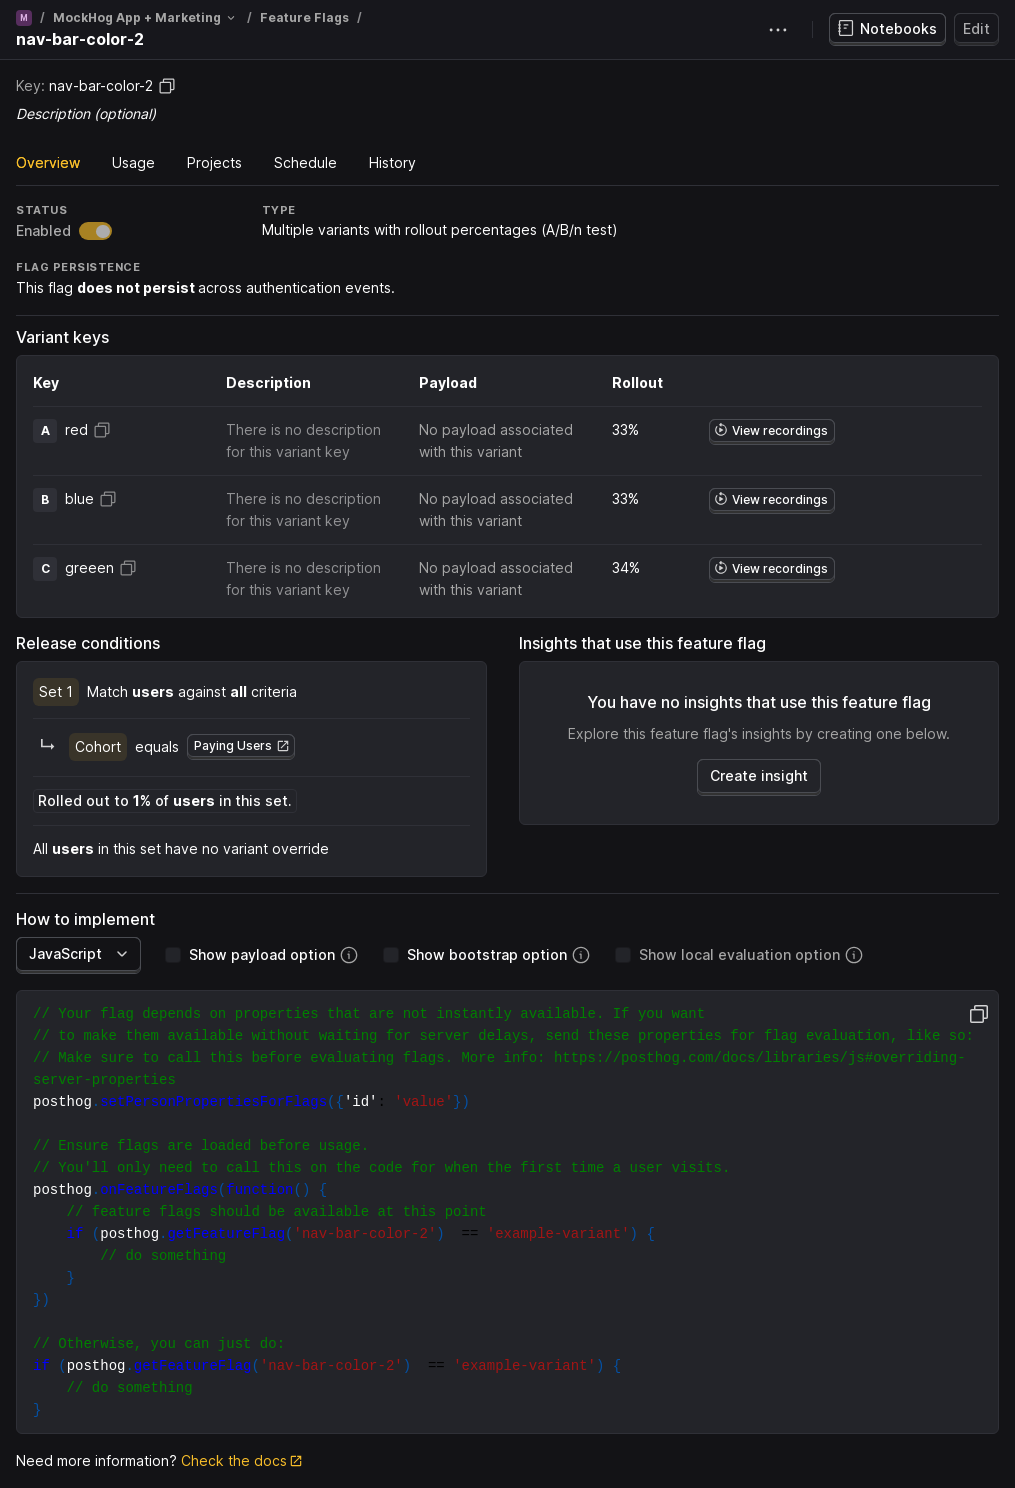 M / MockHog App + Marketing / Feature Flags /
nav-bar-color-2
Notebooks
Edit
Key: nav-bar-color-2
Description (optional)
Overview Usage Projects Schedule History
STATUS
Enabled
TYPE
Multiple variants with rollout percentages (A/B/n test)
FLAG PERSISTENCE
This flag does not persist across authentication events.
Variant keys
Key Description Payload Rollout
A red There is no description No payload associated 33% View recordings
for this variant key with this variant
B blue There is no description No payload associated 33% View recordings
for this variant key with this variant
C greeen There is no description No payload associated 34% View recordings
for this variant key with this variant
Release conditions
Set 1 Match users against all criteria
Cohort equals Paying Users
Rolled out to 1% of users in this set.
All users in this set have no variant override
Insights that use this feature flag
You have no insights that use this feature flag
Explore this feature flag's insights by creating one below.
Create insight
How to implement
JavaScript Show payload option Show bootstrap option Show local evaluation option
// Your flag depends on properties that are not instantly available. If you want
// to make them available without waiting for server delays, send these properties for flag evaluation, like so:
// Make sure to call this before evaluating flags. More info: https://posthog.com/docs/libraries/js#overriding-
server-properties
posthog.setPersonPropertiesForFlags({'id': 'value'})
// Ensure flags are loaded before usage.
// You'll only need to call this on the code for when the first time a user visits.
posthog.onFeatureFlags(function() {
// feature flags should be available at this point
if (posthog.getFeatureFlag('nav-bar-color-2')  == 'example-variant') {
// do something
}
})
// Otherwise, you can just do:
if (posthog.getFeatureFlag('nav-bar-color-2')  == 'example-variant') {
// do something
}
Need more information? Check the docs